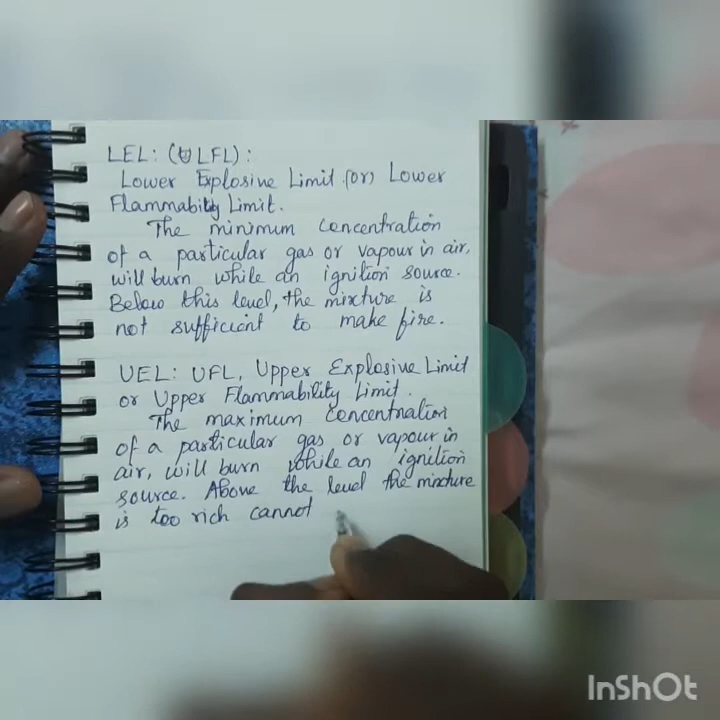 LEL: (LFL):
Lower Explosive Limit (or) Lower
Flammability Limit.
The minimum concentration
of a particular gas or vapour in air,
will burn while an ignition source.
Below this level, the mixture is
not sufficient to make fire.
UEL: UFL, Upper Explosive Limit
or Upper Flammability Limit.
The maximum concentration
of a particular gas or vapour in
air, will burn while an ignition
source. Above the level the mixture
is too rich cannot
InShOt